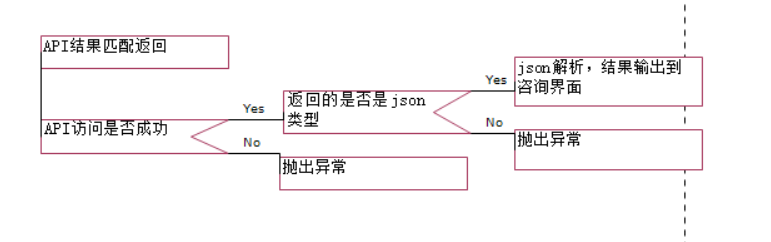 API结果匹配返回
API访问是否成功
Yes
No
抛出异常
返回的是否是json
类型
Yes
No
json解析，结果输出到
咨询界面
抛出异常